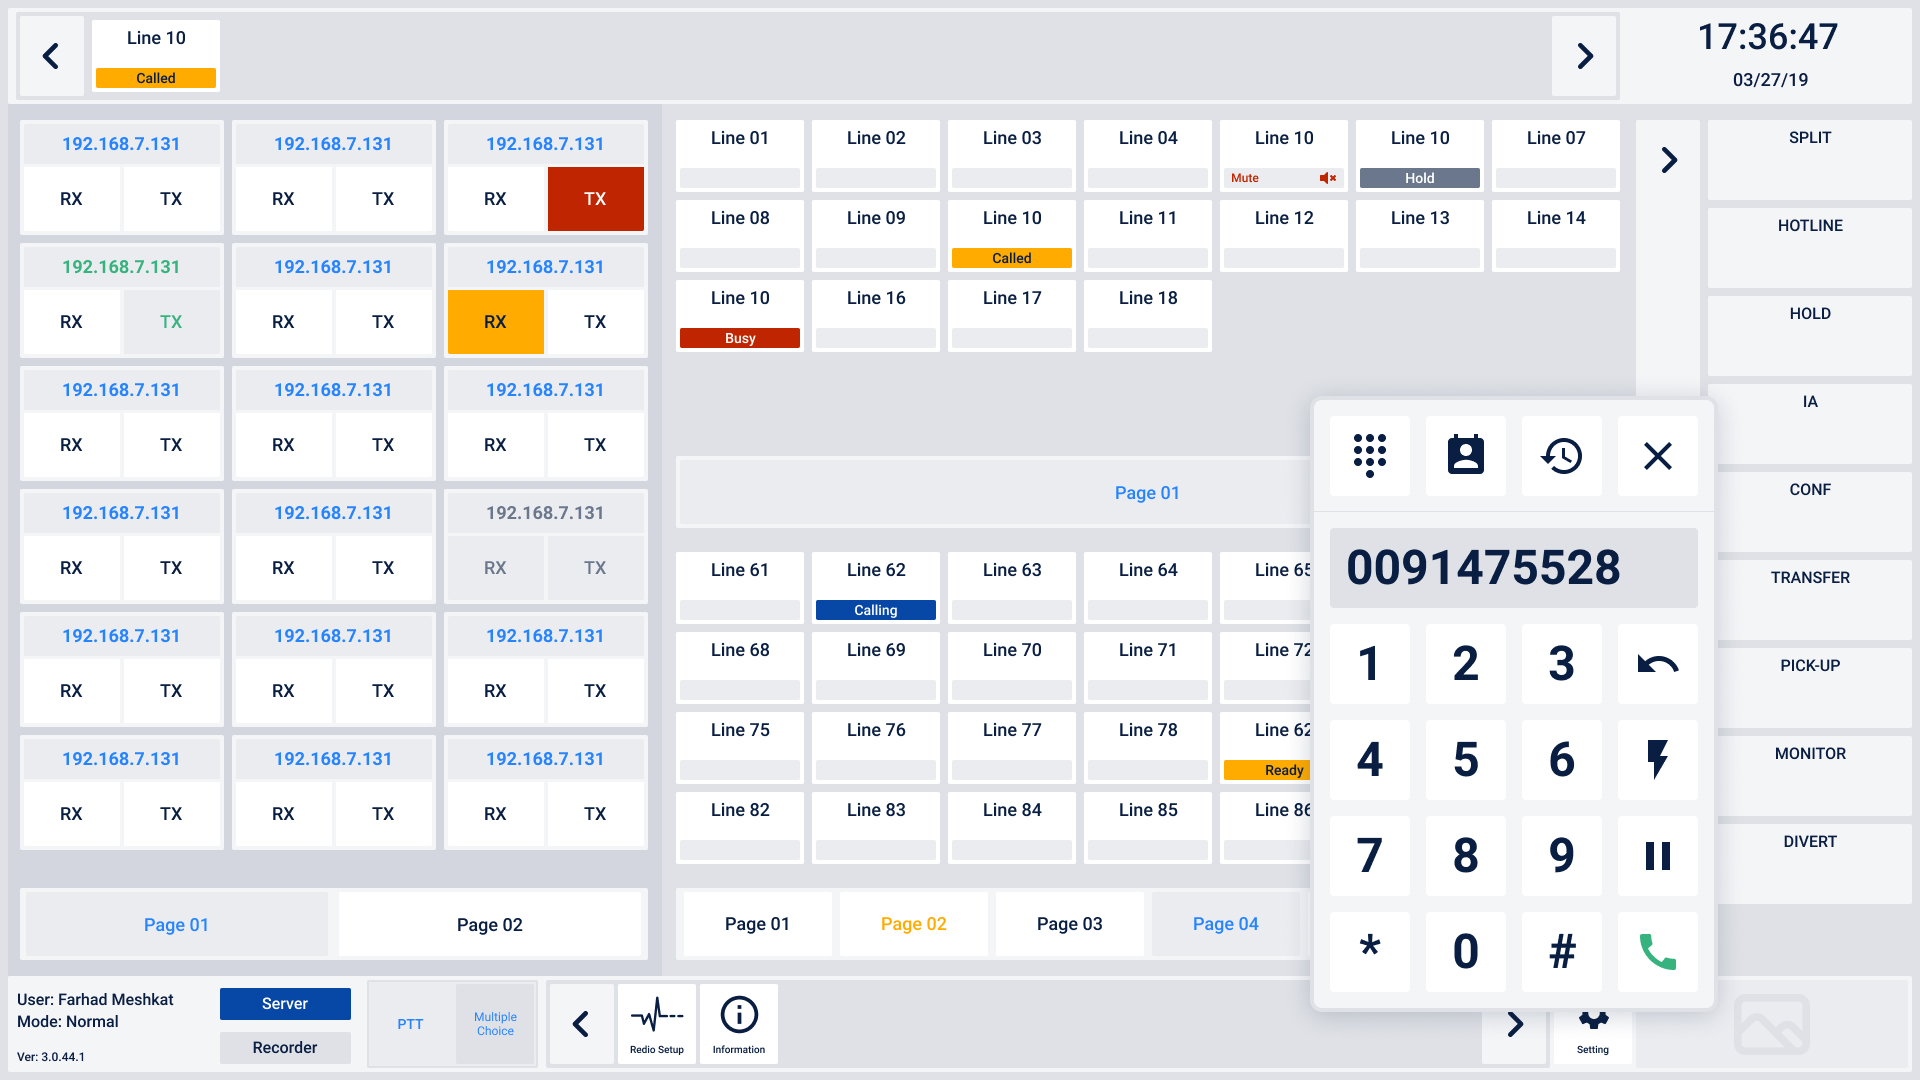 Line 10
Called
17:36:47
03/27/19
192.168.7.131 192.168.7.131 192.168.7.131
RX TX RX TX RX TX
192.168.7.131 192.168.7.131 192.168.7.131
RX TX RX TX RX TX
192.168.7.131 192.168.7.131 192.168.7.131
RX TX RX TX RX TX
192.168.7.131 192.168.7.131 192.168.7.131
RX TX RX TX RX TX
192.168.7.131 192.168.7.131 192.168.7.131
RX TX RX TX RX TX
192.168.7.131 192.168.7.131 192.168.7.131
RX TX RX TX RX TX
Page 01 Page 02
Line 01 Line 02 Line 03 Line 04 Line 10 Line 10 Line 07
Mute Hold
Line 08 Line 09 Line 10 Line 11 Line 12 Line 13 Line 14
Called
Line 10 Line 16 Line 17 Line 18
Busy
Page 01
Line 61 Line 62 Line 63 Line 64 Line 65
Calling
Line 68 Line 69 Line 70 Line 71 Line 72
Line 75 Line 76 Line 77 Line 78 Line 62
Ready
Line 82 Line 83 Line 84 Line 85 Line 86
Page 01 Page 02 Page 03 Page 04
SPLIT
HOTLINE
HOLD
IA
CONF
TRANSFER
PICK-UP
MONITOR
DIVERT
0091475528
1 2 3
4 5 6
7 8 9
* 0 #
User: Farhad Meshkat
Mode: Normal
Ver: 3.0.44.1
Server
Recorder
PTT
Multiple
Choice
Redio Setup
Information
Setting